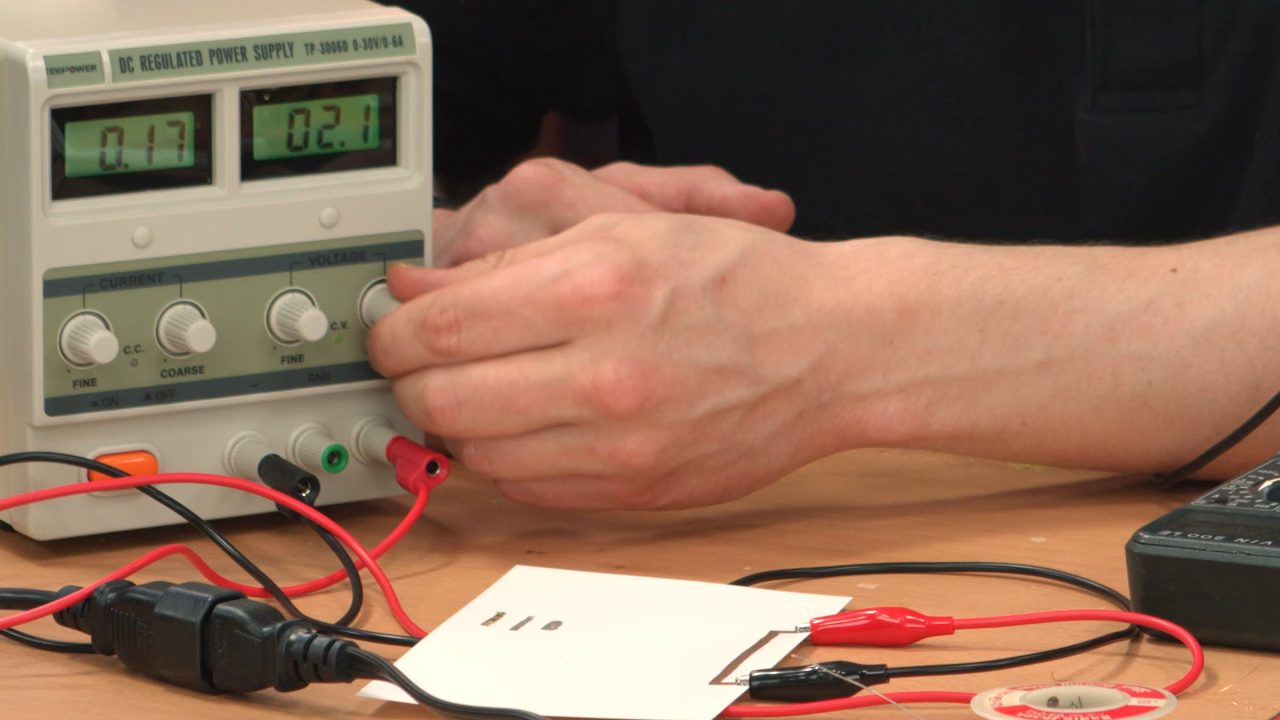 TEKPOWER
DC REGULATED POWER SUPPLY TP-3006D 0-30V/0-6A
0.17
02.1
CURRENT
VOLTAGE
C.C.
C.V.
FINE
COARSE
FINE
ON
OFF
GND